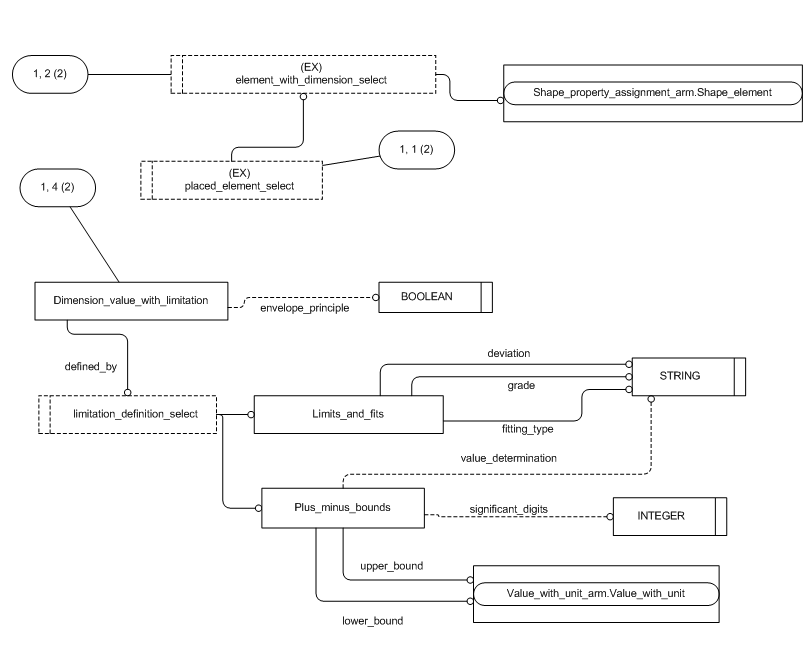 (EX)
element_with_dimension_select
1, 2 (2)
Shape_property_assignment_arm.Shape_element
1, 1 (2)
(EX)
placed_element_select
1, 4 (2)
Dimension_value_with_limitation
BOOLEAN
envelope_principle
deviation
defined_by
STRING
grade
limitation_definition_select
Limits_and_fits
fitting_type
value_determination
Plus_minus_bounds
significant_digits
INTEGER
upper_bound
Value_with_unit_arm.Value_with_unit
lower_bound